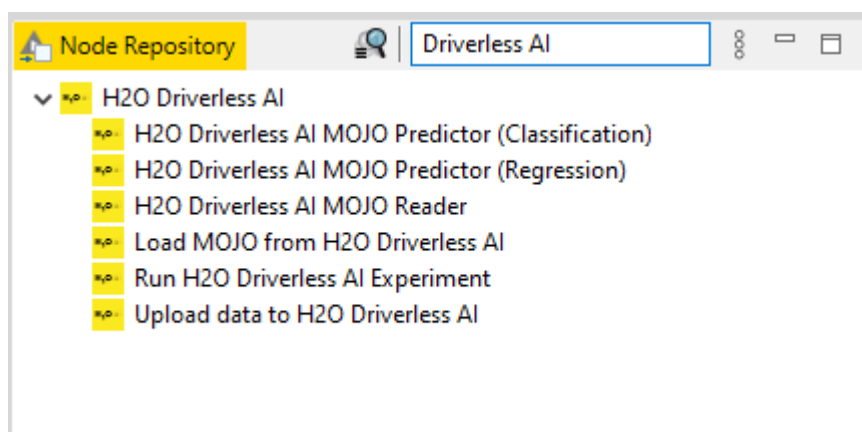 Node Repository Driverless AI
H2O Driverless AI
H2O Driverless AI MOJO Predictor (Classification)
H2O Driverless AI MOJO Predictor (Regression)
H2O Driverless AI MOJO Reader
Load MOJO from H2O Driverless AI
Run H2O Driverless AI Experiment
Upload data to H2O Driverless AI